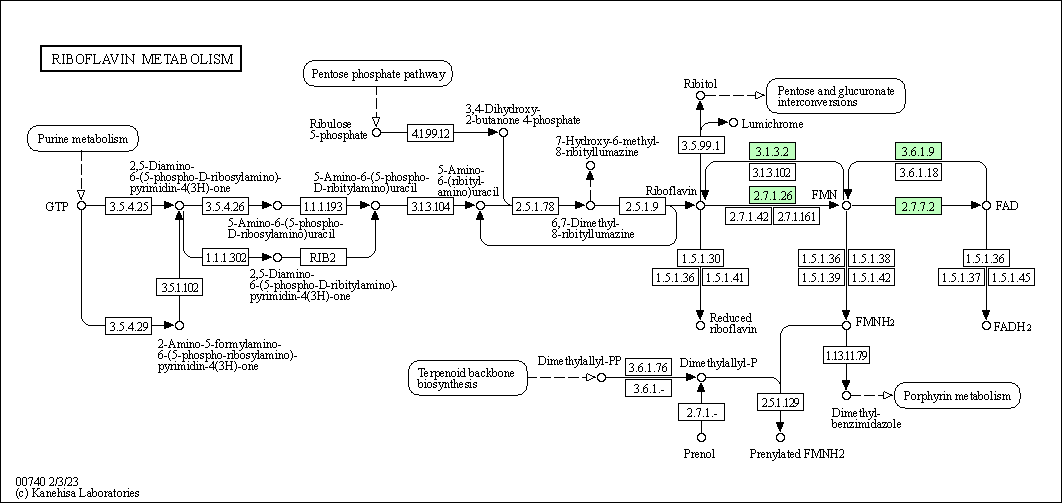 RIBOFLAVIN METABOLISM
Pentose phosphate pathway
Ribitol
Pentose and glucuronate
interconversions
Purine metabolism
Ribulose
5-phosphate
4.1.99.12
3,4-Dihydroxy-
2-butanone 4-phosphate
Lumichrome
7-Hydroxy-6-methyl-
8-ribityllumazine
3.5.99.1
3.1.3.2
3.1.3.102
3.6.1.9
3.6.1.18
2,5-Diamino-
6-(5-phospho-D-ribosylamino)-
pyrimidin-4(3H)-one
5-Amino-6-(5-phospho-
D-ribitylamino)uracil
5-Amino-
6-(ribityl-
amino)uracil
Riboflavin
2.7.1.26
FMN
GTP
3.5.4.25
3.5.4.26
1.1.1.193
3.1.3.104
2.5.1.78
2.5.1.9
2.7.7.2
FAD
2.7.1.42
2.7.1.161
5-Amino-6-(5-phospho-
D-ribosylamino)uracil
6,7-Dimethyl-
8-ribityllumazine
1.1.1.302
RIB2
2,5-Diamino-
6-(5-phospho-D-ribitylamino)-
pyrimidin-4(3H)-one
3.5.1.102
1.5.1.30
1.5.1.36
1.5.1.41
1.5.1.36
1.5.1.38
1.5.1.39
1.5.1.42
1.5.1.36
1.5.1.37
1.5.1.45
3.5.4.29
2-Amino-5-formylamino-
6-(5-phospho-ribosylamino)-
pyrimidin-4(3H)-one
Reduced
riboflavin
FMNH2
FADH2
1.13.11.79
Terpenoid backbone
biosynthesis
Dimethylallyl-PP
3.6.1.76
3.6.1.-
Dimethylallyl-P
2.7.1.-
2.5.1.129
Dimethyl-
benzimidazole
Porphyrin metabolism
Prenol
Prenylated FMNH2
00740 2/3/23
(c) Kanehisa Laboratories